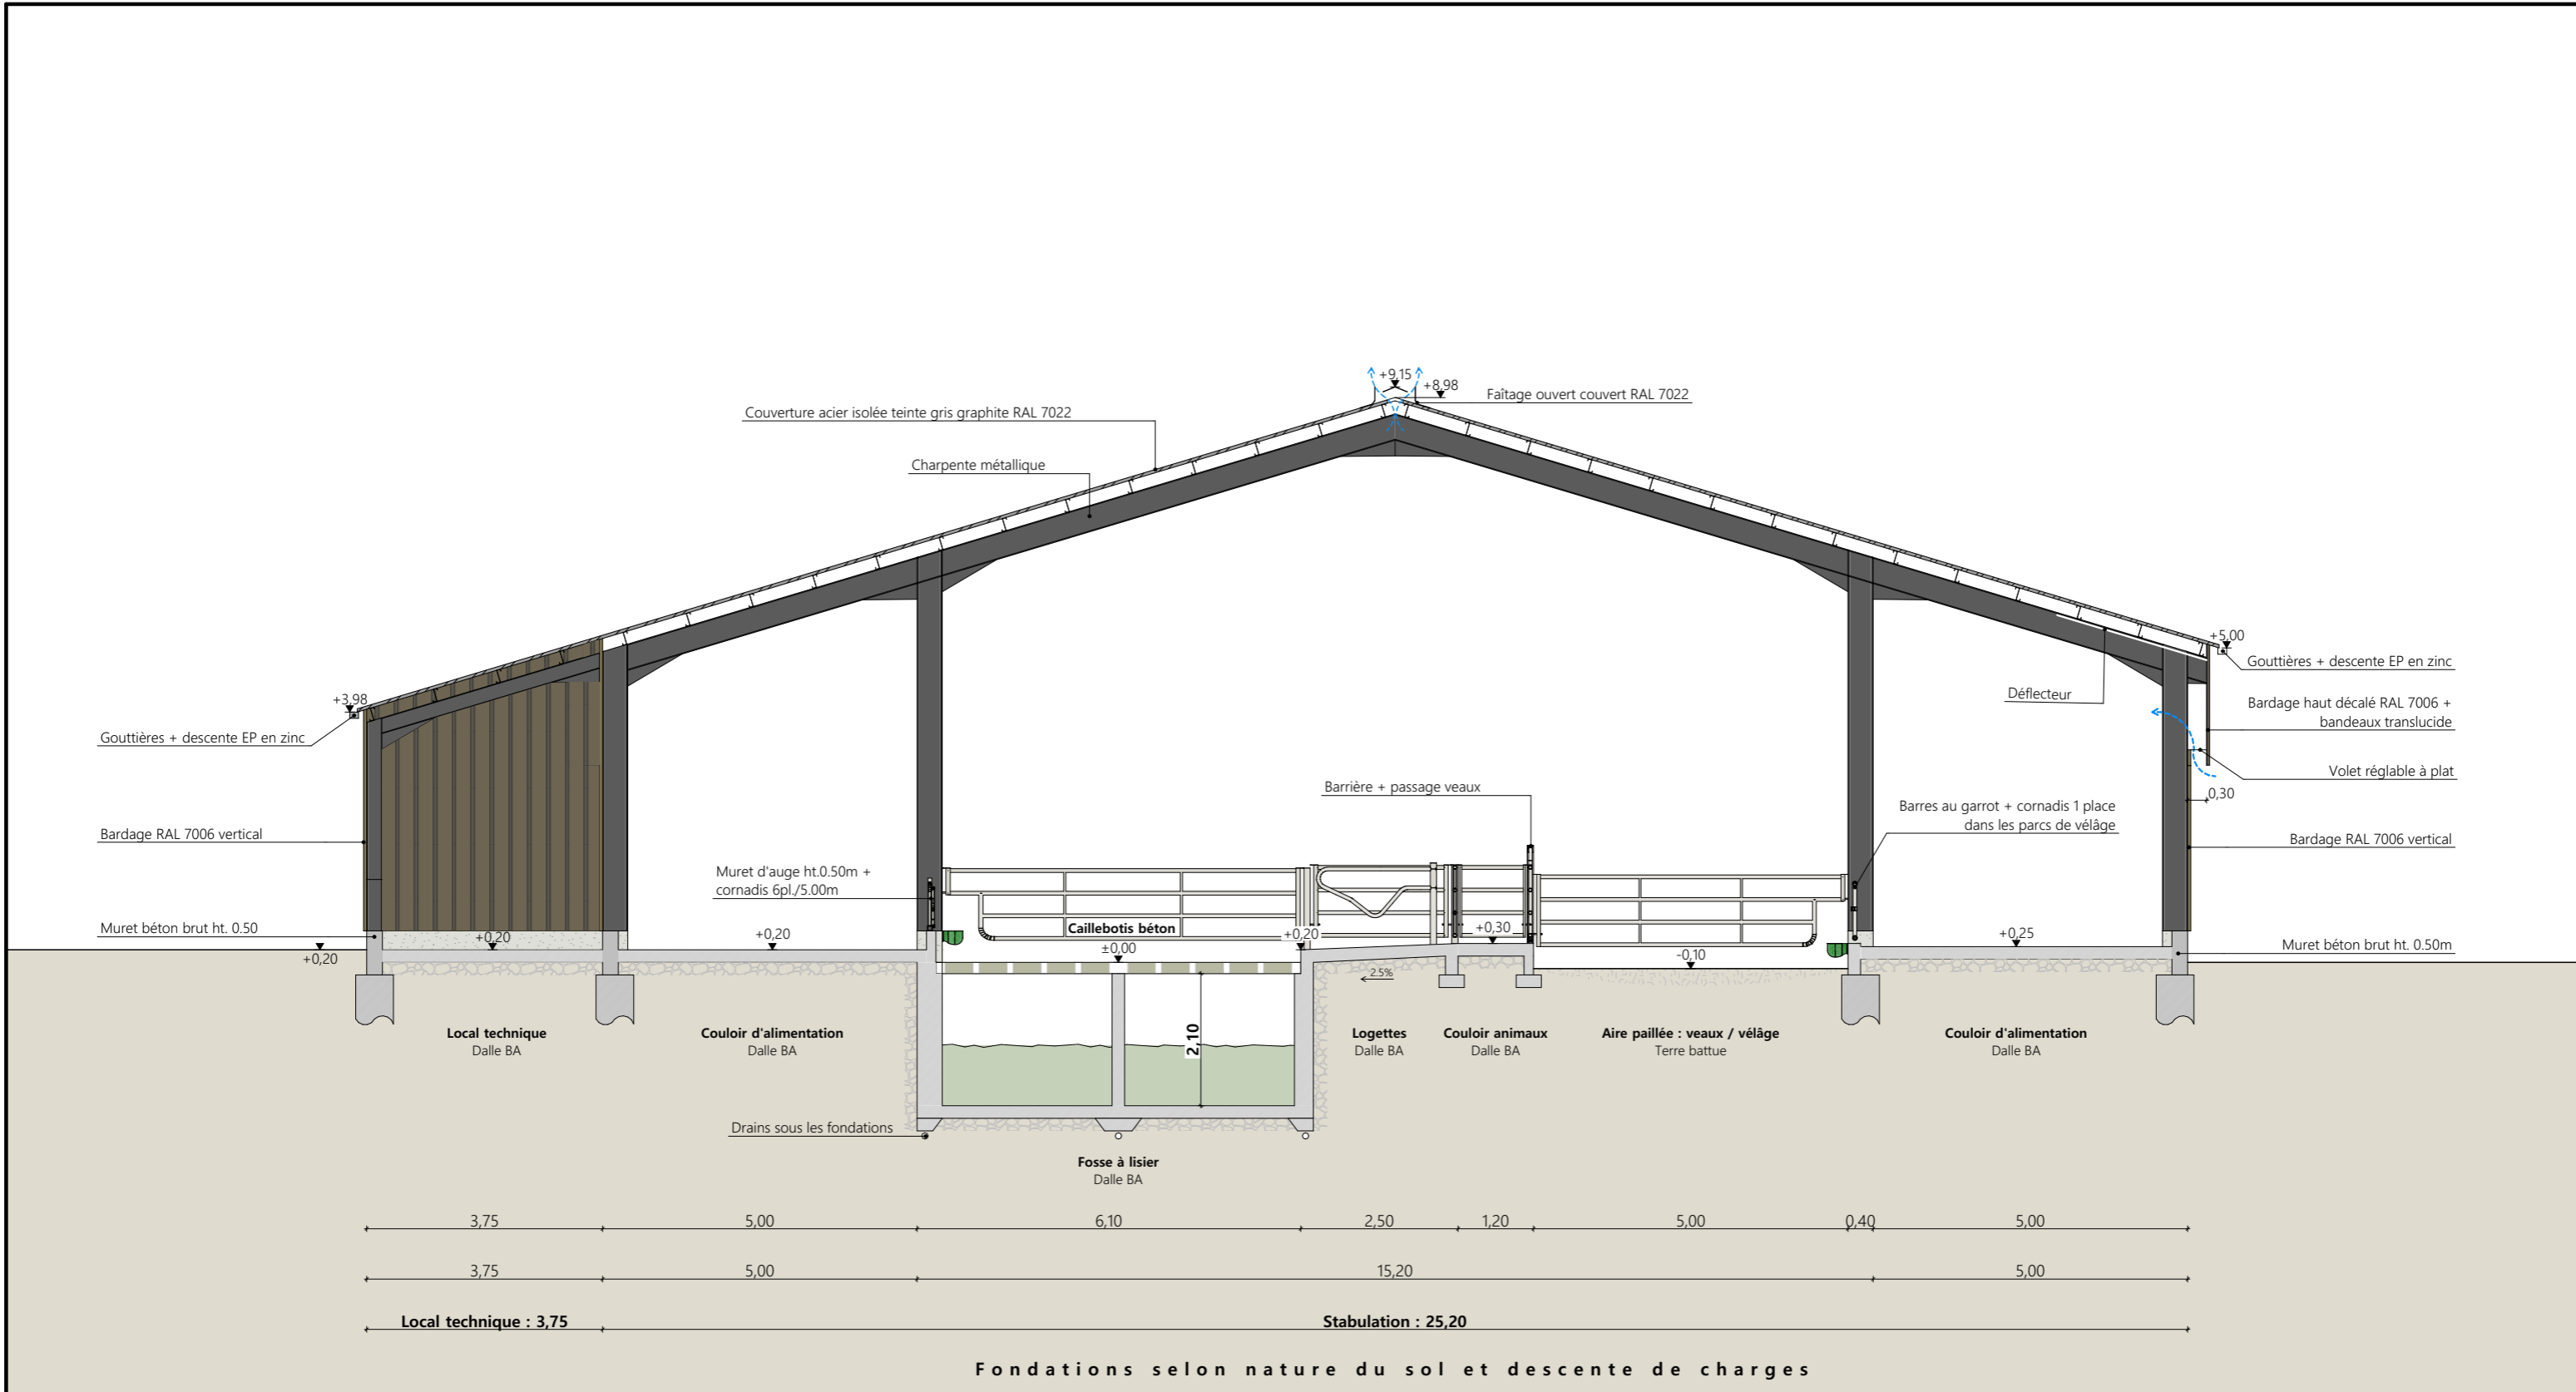 +9,15
+8,98
Faîtage ouvert couvert RAL 7022
Couverture acier isolée teinte gris graphite RAL 7022
Charpente métallique
+5,00
Gouttières + descente EP en zinc
Déflecteur
Bardage haut décalé RAL 7006 +
bandeaux translucide
+3,98
Gouttières + descente EP en zinc
Volet réglable à plat
0,30
Barrière + passage veaux
Barres au garrot + cornadis 1 place
dans les parcs de vélâge
Bardage RAL 7006 vertical
Bardage RAL 7006 vertical
Muret d'auge ht.0.50m +
cornadis 6pl./5.00m
Muret béton brut ht. 0.50
Caillebotis béton
+0,20
+0,20
+0,20
±0,00
+0,20
+0,30
-0,10
+0,25
Muret béton brut ht. 0.50m
2.5%
2,10
Local technique
Dalle BA
Couloir d'alimentation
Dalle BA
Logettes
Dalle BA
Couloir animaux
Dalle BA
Aire paillée : veaux / vélâge
Terre battue
Couloir d'alimentation
Dalle BA
Drains sous les fondations
Fosse à lisier
Dalle BA
3,75 5,00 6,10 2,50 1,20 5,00 0,40 5,00
3,75 5,00 15,20 5,00
Local technique : 3,75 Stabulation : 25,20
Fondations selon nature du sol et descente de charges